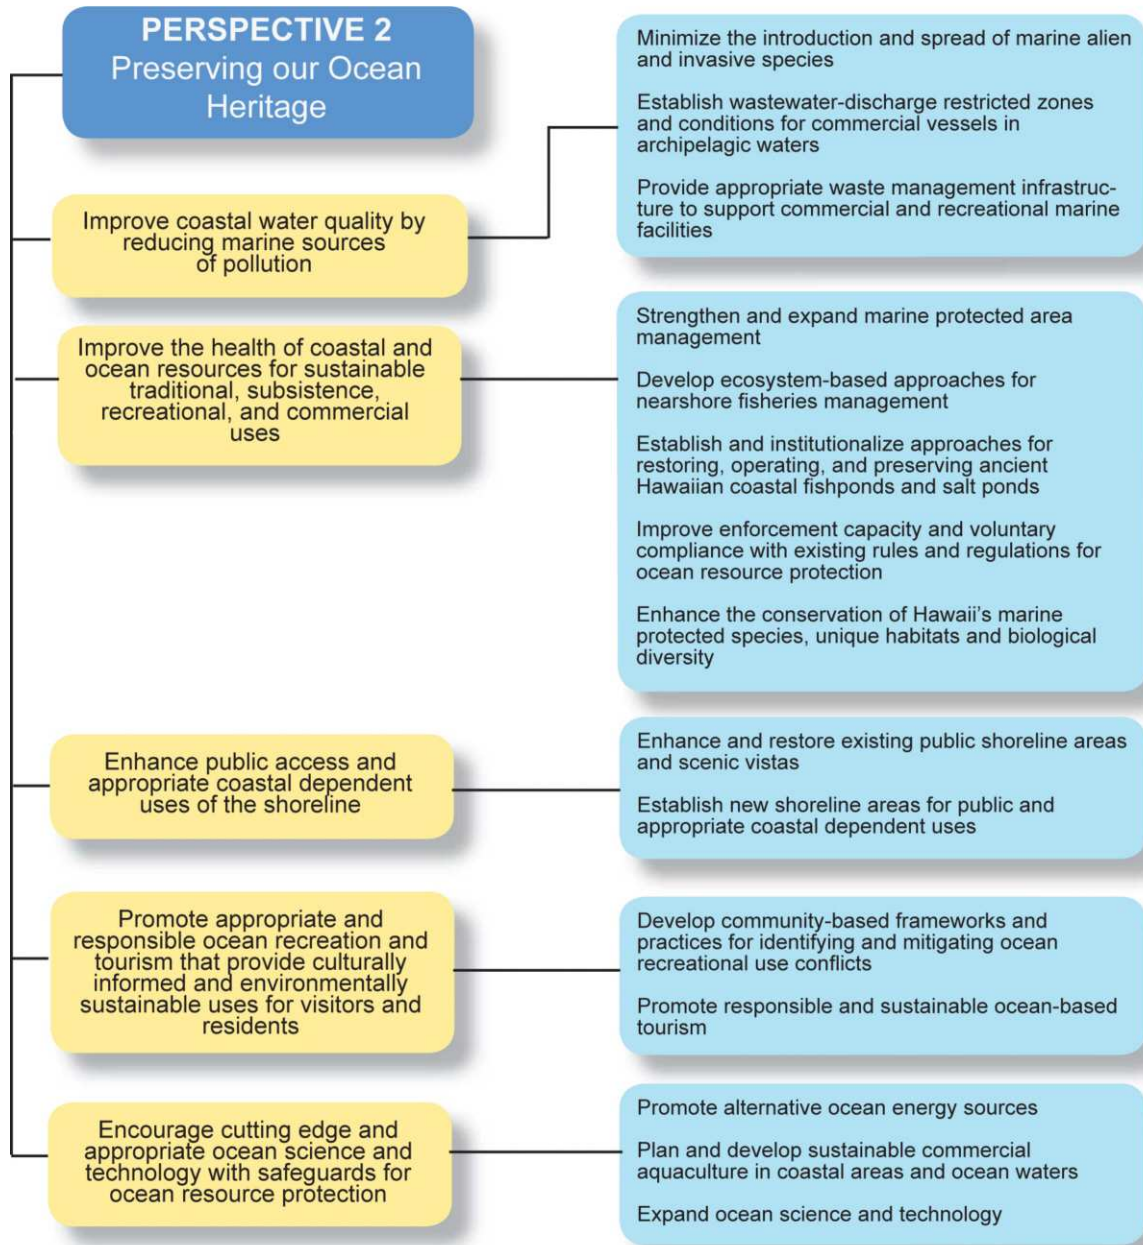 PERSPECTIVE 2
Preserving our Ocean
Heritage
Improve coastal water quality by
reducing marine sources
of pollution
Minimize the introduction and spread of marine alien
and invasive species
Establish wastewater-discharge restricted zones
and conditions for commercial vessels in
archipelagic waters
Provide appropriate waste management infrastruc-
ture to support commercial and recreational marine
facilities
Improve the health of coastal and
ocean resources for sustainable
traditional, subsistence,
recreational, and commercial
uses
Strengthen and expand marine protected area
management
Develop ecosystem-based approaches for
nearshore fisheries management
Establish and institutionalize approaches for
restoring, operating, and preserving ancient
Hawaiian coastal fishponds and salt ponds
Improve enforcement capacity and voluntary
compliance with existing rules and regulations for
ocean resource protection
Enhance the conservation of Hawaii's marine
protected species, unique habitats and biological
diversity
Enhance public access and
appropriate coastal dependent
uses of the shoreline
Enhance and restore existing public shoreline areas
and scenic vistas
Establish new shoreline areas for public and
appropriate coastal dependent uses
Promote appropriate and
responsible ocean recreation and
tourism that provide culturally
informed and environmentally
sustainable uses for visitors and
residents
Develop community-based frameworks and
practices for identifying and mitigating ocean
recreational use conflicts
Promote responsible and sustainable ocean-based
tourism
Encourage cutting edge and
appropriate ocean science and
technology with safeguards for
ocean resource protection
Promote alternative ocean energy sources
Plan and develop sustainable commercial
aquaculture in coastal areas and ocean waters
Expand ocean science and technology